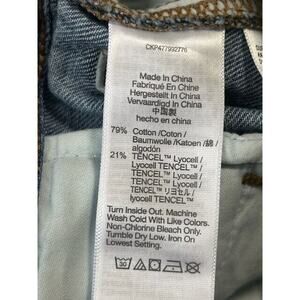 CKP477992776
Made In China
Fabriqué En Chine
Hergestellt In China
Vervaardigd In China
中国製
hecho en china
79% Cotton /Coton /
Baumwolle /Katoen /綿 /
algodón
21% TENCEL™ Lyocell /
Lyocell TENCEL™ /
TENCEL™ Lyocell /
TENCEL™ Lyocell /
TENCEL™ リヨセル /
TENCEL™ lyocell
Turn Inside Out. Machine
Wash Cold With Like Colors.
Non-Chlorine Bleach Only.
Tumble Dry Low. Iron On
Lowest Setting.
30